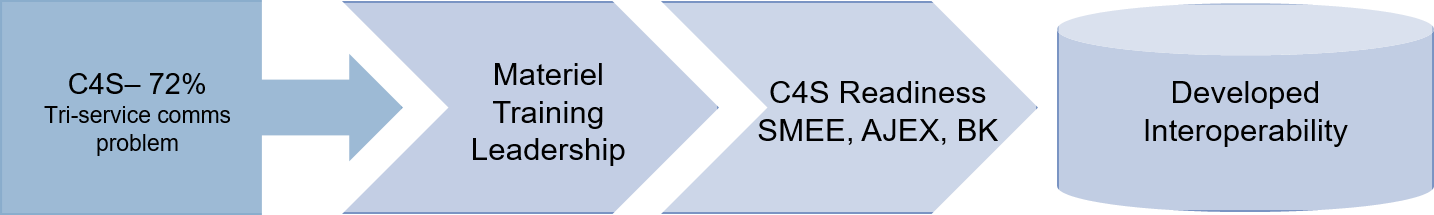 C4S– 72%
Tri-service comms
problem
Materiel
Training
Leadership
C4S Readiness
SMEE, AJEX, BK
Developed
Interoperability